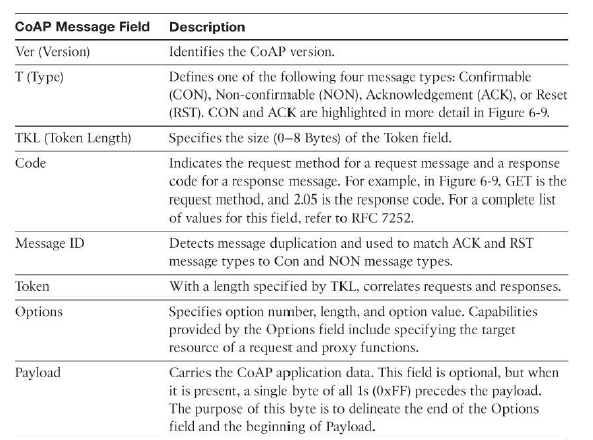 CoAP Message Field Description
Ver (Version) Identifies the CoAP version.
T (Type) Defines one of the following four message types: Confirmable
(CON), Non-confirmable (NON), Acknowledgement (ACK), or Reset
(RST). CON and ACK are highlighted in more detail in Figure 6-9.
TKL (Token Length) Specifies the size (0–8 Bytes) of the Token field.
Code Indicates the request method for a request message and a response
code for a response message. For example, in Figure 6-9, GET is the
request method, and 2.05 is the response code. For a complete list
of values for this field, refer to RFC 7252.
Message ID Detects message duplication and used to match ACK and RST
message types to Con and NON message types.
Token With a length specified by TKL, correlates requests and responses.
Options Specifies option number, length, and option value. Capabilities
provided by the Options field include specifying the target
resource of a request and proxy functions.
Payload Carries the CoAP application data. This field is optional, but when
it is present, a single byte of all 1s (0xFF) precedes the payload.
The purpose of this byte is to delineate the end of the Options
field and the beginning of Payload.